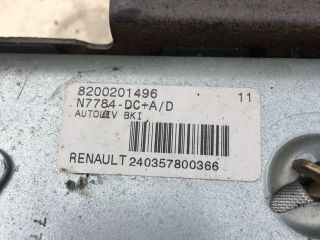 8200201496 11
N7784-DC+A/D
AUTOLIV BKI
RENAULT 240357800366